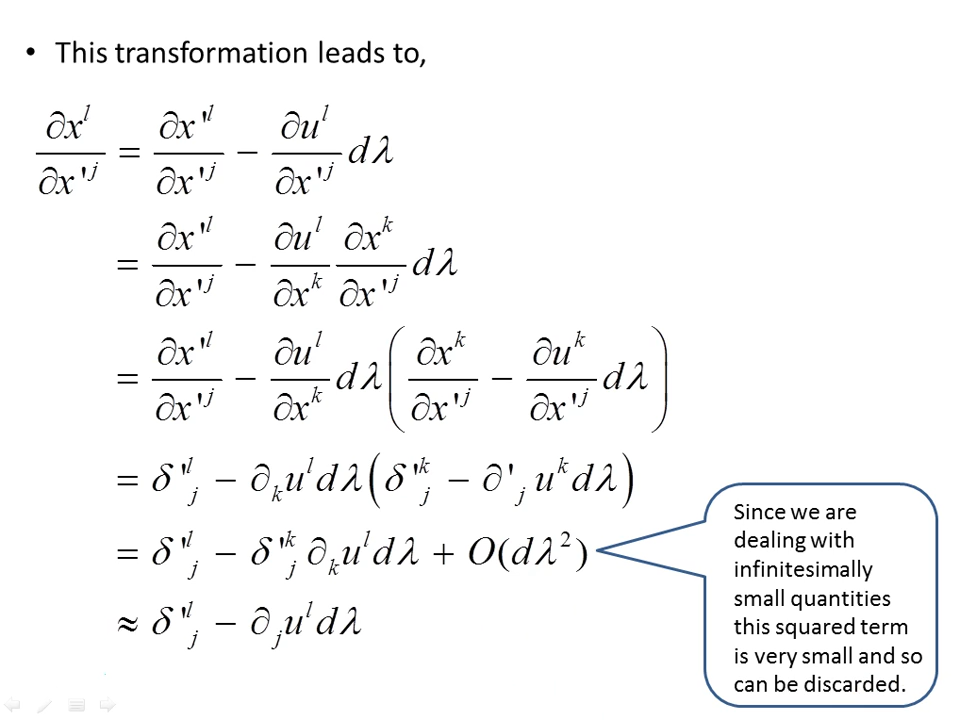 • This transformation leads to,
∂x^l/∂x'^j = ∂x'^l/∂x'^j − ∂u^l/∂x'^j dλ
= ∂x'^l/∂x'^j − ∂u^l/∂x^k ∂x^k/∂x'^j dλ
= ∂x'^l/∂x'^j − ∂u^l/∂x^k dλ(∂x^k/∂x'^j − ∂u^k/∂x'^j dλ)
= δ'^l_j − ∂_k u^l dλ(δ'^k_j − ∂'_j u^k dλ)
= δ'^l_j − δ'^k_j ∂_k u^l dλ + O(dλ^2)
≈ δ'^l_j − ∂_j u^l dλ
Since we are
dealing with
infinitesimally
small quantities
this squared term
is very small and so
can be discarded.